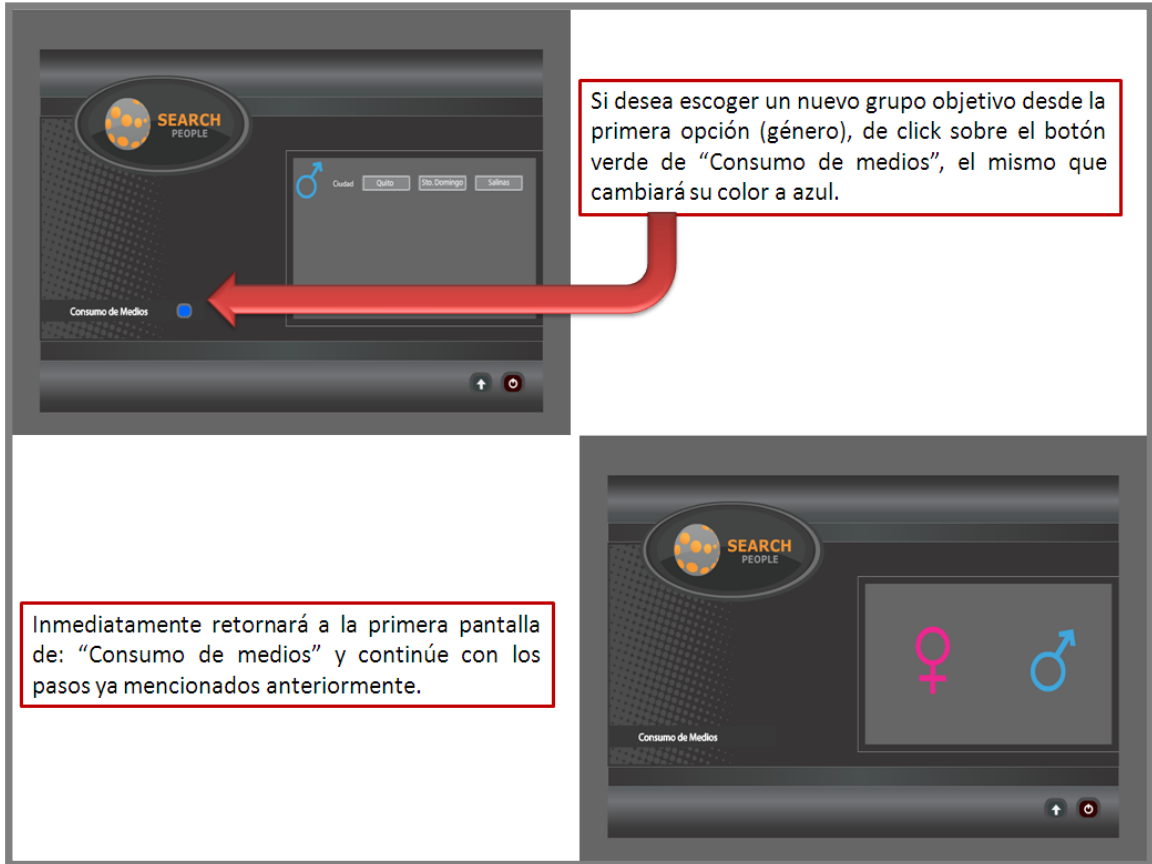 SEARCH
PEOPLE
Ciudad Quito Sto. Domingo Salinas
Consumo de Medios
Si desea escoger un nuevo grupo objetivo desde la
primera opción (género), de click sobre el botón
verde de “Consumo de medios”, el mismo que
cambiará su color a azul.
Inmediatamente retornará a la primera pantalla
de: “Consumo de medios” y continúe con los
pasos ya mencionados anteriormente.
SEARCH
PEOPLE
Consumo de Medios